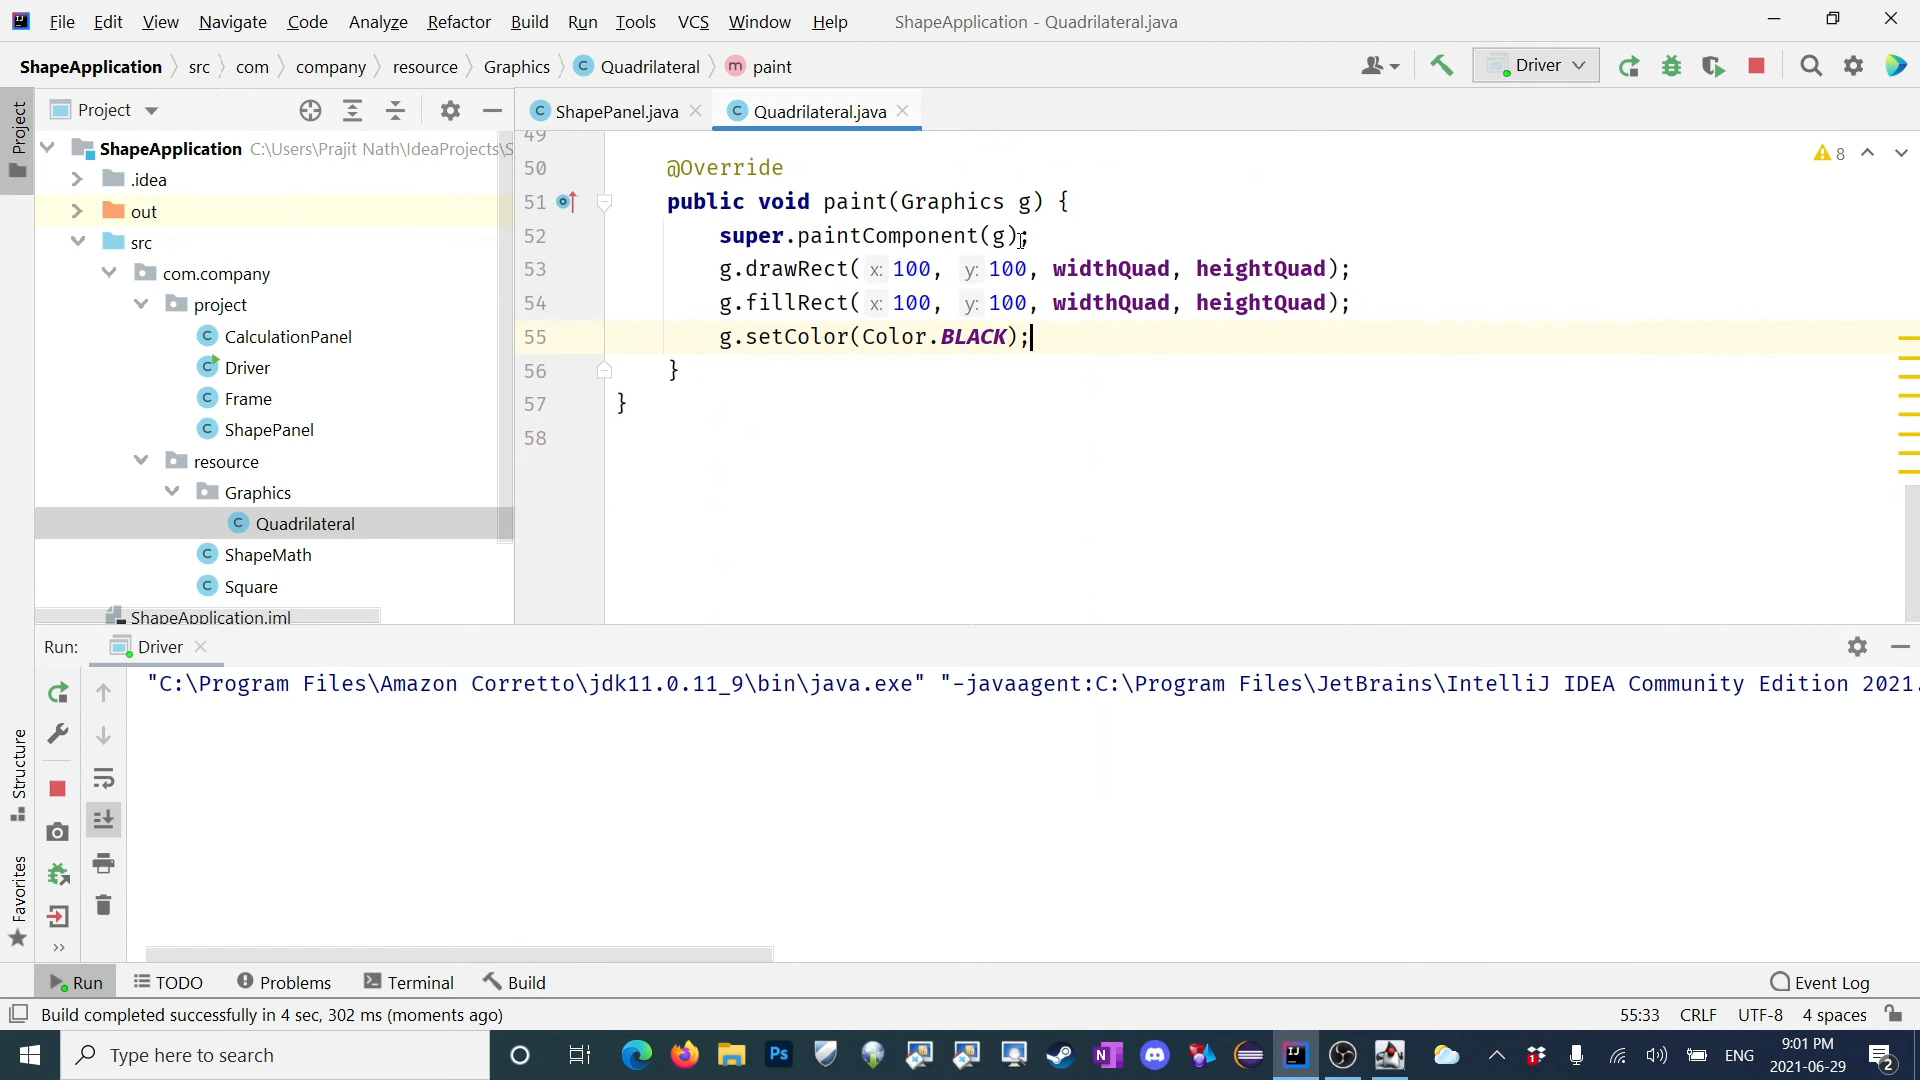 File Edit View Navigate Code Analyze Refactor Build Run Tools VCS Window Help ShapeApplication - Quadrilateral.java
ShapeApplication src com company resource Graphics C Quadrilateral m paint Driver
Project ShapePanel.java Quadrilateral.java
Project
ShapeApplication C:\Users\Prajit Nath\IdeaProjects\S
.idea
out
src
com.company
project
CalculationPanel
Driver
Frame
ShapePanel
resource
Graphics
Quadrilateral
ShapeMath
Square
ShapeApplication.iml
8
49
50 @Override
51 public void paint(Graphics g) {
52 super.paintComponent(g);
53 g.drawRect( x: 100, y: 100, widthQuad, heightQuad);
54 g.fillRect( x: 100, y: 100, widthQuad, heightQuad);
55 g.setColor(Color.BLACK);
56 }
57 }
58
Run: Driver
"C:\Program Files\Amazon Corretto\jdk11.0.11_9\bin\java.exe" "-javaagent:C:\Program Files\JetBrains\IntelliJ IDEA Community Edition 2021.
Structure
Favorites
Run TODO Problems Terminal Build Event Log
Build completed successfully in 4 sec, 302 ms (moments ago) 55:33 CRLF UTF-8 4 spaces
Type here to search ENG 9:01 PM
2021-06-29 2